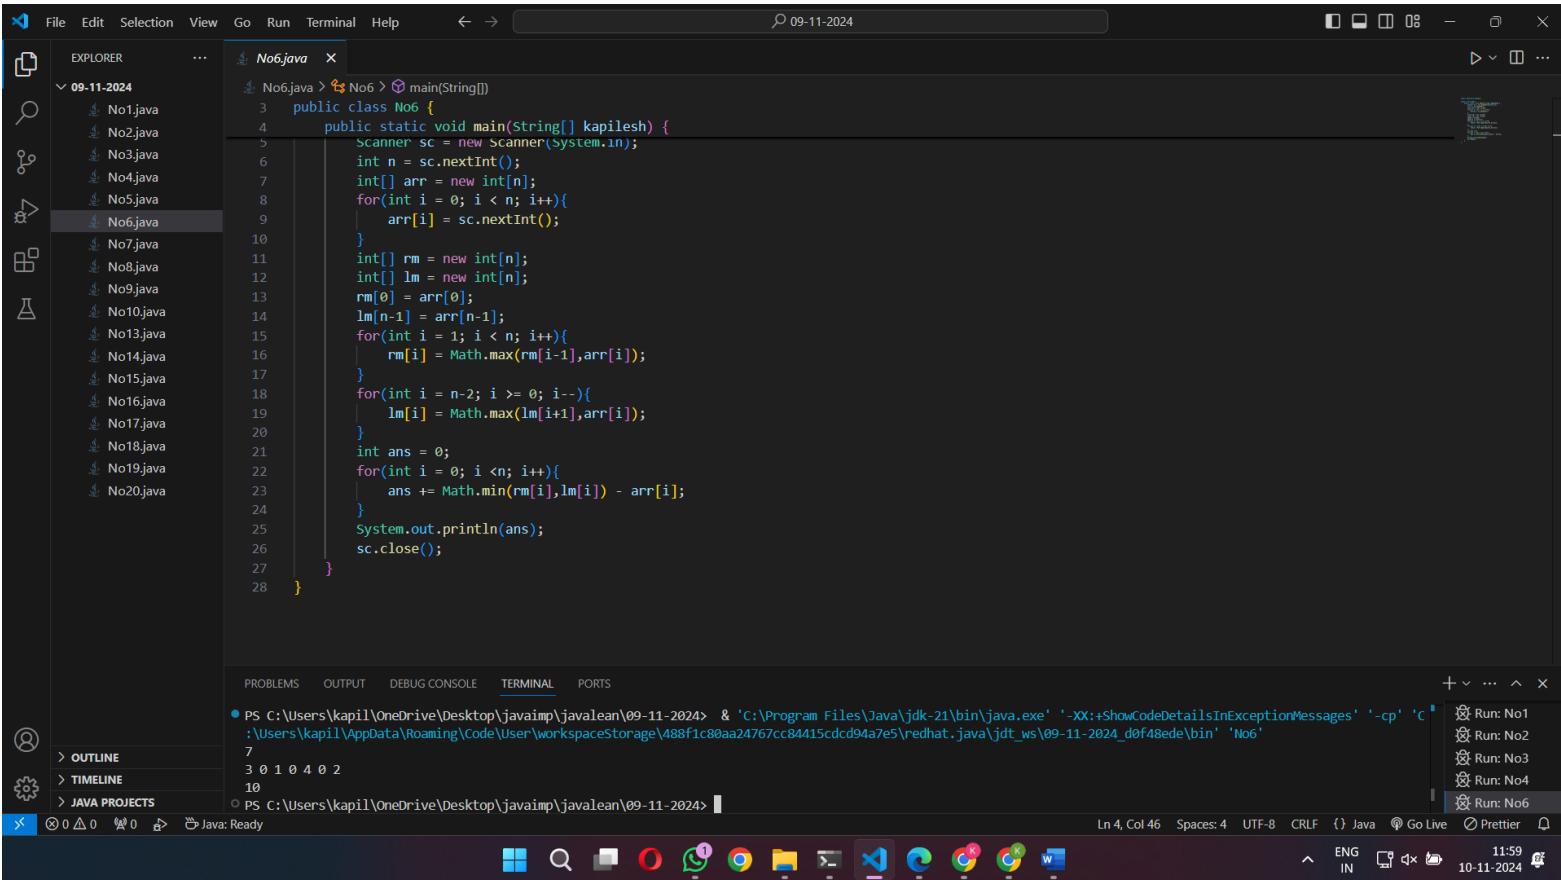 File Edit Selection View Go Run Terminal Help
09-11-2024
EXPLORER
09-11-2024
No1.java
No2.java
No3.java
No4.java
No5.java
No6.java
No7.java
No8.java
No9.java
No10.java
No13.java
No14.java
No15.java
No16.java
No17.java
No18.java
No19.java
No20.java
OUTLINE
TIMELINE
JAVA PROJECTS
No6.java
No6.java > No6 > main(String[])
3 public class No6 {
4 public static void main(String[] kapilesh) {
5 Scanner sc = new Scanner(System.in);
6 int n = sc.nextInt();
7 int[] arr = new int[n];
8 for(int i = 0; i < n; i++){
9 arr[i] = sc.nextInt();
10 }
11 int[] rm = new int[n];
12 int[] lm = new int[n];
13 rm[0] = arr[0];
14 lm[n-1] = arr[n-1];
15 for(int i = 1; i < n; i++){
16 rm[i] = Math.max(rm[i-1],arr[i]);
17 }
18 for(int i = n-2; i >= 0; i--){
19 lm[i] = Math.max(lm[i+1],arr[i]);
20 }
21 int ans = 0;
22 for(int i = 0; i <n; i++){
23 ans += Math.min(rm[i],lm[i]) - arr[i];
24 }
25 System.out.println(ans);
26 sc.close();
27 }
28 }
PROBLEMS OUTPUT DEBUG CONSOLE TERMINAL PORTS
PS C:\Users\kapil\OneDrive\Desktop\javaimp\javalean\09-11-2024> & 'C:\Program Files\Java\jdk-21\bin\java.exe' '-XX:+ShowCodeDetailsInExceptionMessages' '-cp' 'C
:\Users\kapil\AppData\Roaming\Code\User\workspaceStorage\488f1c80aa24767cc84415cdcd94a7e5\redhat.java\jdt_ws\09-11-2024_d0f48ede\bin' 'No6'
7
3 0 1 0 4 0 2
10
PS C:\Users\kapil\OneDrive\Desktop\javaimp\javalean\09-11-2024>
Run: No1
Run: No2
Run: No3
Run: No4
Run: No6
0 0 0 Java: Ready
Ln 4, Col 46 Spaces: 4 UTF-8 CRLF {} Java Go Live Prettier
1
K
K
W
ENG
IN
11:59
10-11-2024